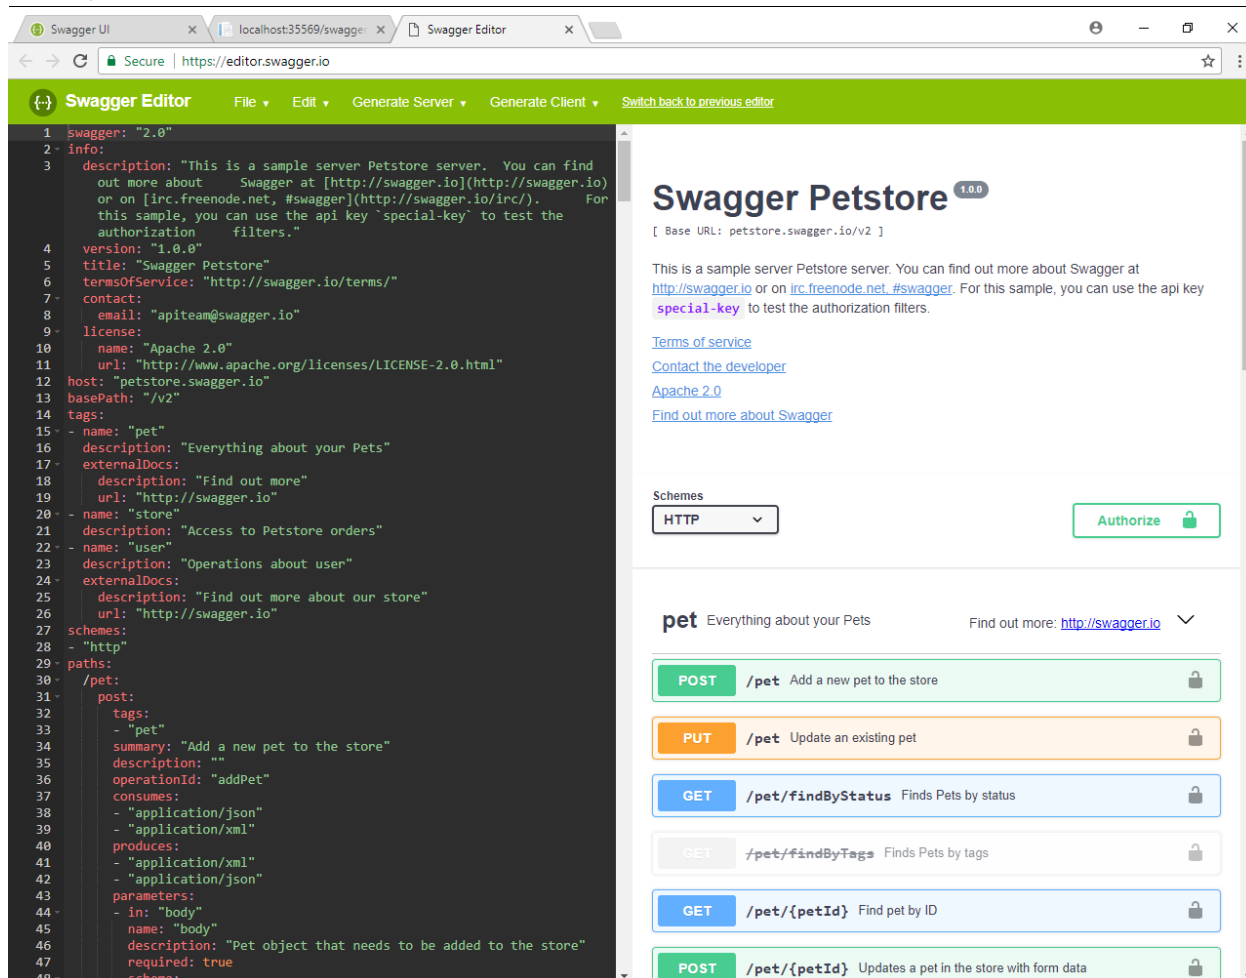 Swagger UI
localhost:35569/swagger
Swagger Editor
Secure
https://editor.swagger.io
Swagger Editor File Edit Generate Server Generate Client Switch back to previous editor
1 swagger: "2.0"
2 info:
3 description: "This is a sample server Petstore server.  You can find
out more about     Swagger at [http://swagger.io](http://swagger.io)
or on [irc.freenode.net, #swagger](http://swagger.io/irc/).      For
this sample, you can use the api key `special-key` to test the
authorization     filters."
4 version: "1.0.0"
5 title: "Swagger Petstore"
6 termsOfService: "http://swagger.io/terms/"
7 contact:
8 email: "apiteam@swagger.io"
9 license:
10 name: "Apache 2.0"
11 url: "http://www.apache.org/licenses/LICENSE-2.0.html"
12 host: "petstore.swagger.io"
13 basePath: "/v2"
14 tags:
15 - name: "pet"
16 description: "Everything about your Pets"
17 externalDocs:
18 description: "Find out more"
19 url: "http://swagger.io"
20 - name: "store"
21 description: "Access to Petstore orders"
22 - name: "user"
23 description: "Operations about user"
24 externalDocs:
25 description: "Find out more about our store"
26 url: "http://swagger.io"
27 schemes:
28 - "http"
29 paths:
30 /pet:
31 post:
32 tags:
33 - "pet"
34 summary: "Add a new pet to the store"
35 description: ""
36 operationId: "addPet"
37 consumes:
38 - "application/json"
39 - "application/xml"
40 produces:
41 - "application/xml"
42 - "application/json"
43 parameters:
44 - in: "body"
45 name: "body"
46 description: "Pet object that needs to be added to the store"
47 required: true
48 schema:
Swagger Petstore 1.0.0
[ Base URL: petstore.swagger.io/v2 ]
This is a sample server Petstore server. You can find out more about Swagger at
http://swagger.io or on irc.freenode.net, #swagger. For this sample, you can use the api key
special-key to test the authorization filters.
Terms of service
Contact the developer
Apache 2.0
Find out more about Swagger
Schemes
HTTP
Authorize
pet Everything about your Pets Find out more: http://swagger.io
POST /pet Add a new pet to the store
PUT /pet Update an existing pet
GET /pet/findByStatus Finds Pets by status
GET /pet/findByTags Finds Pets by tags
GET /pet/{petId} Find pet by ID
POST /pet/{petId} Updates a pet in the store with form data